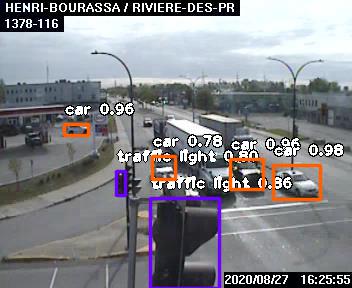 HENRI-BOURASSA / RIVIERE-DES-PR
1378-116
car 0.96
car 0.78
car 0.96
car 0.98
traffic light 0.80
traffic light 0.86
2020/08/27 16:25:55